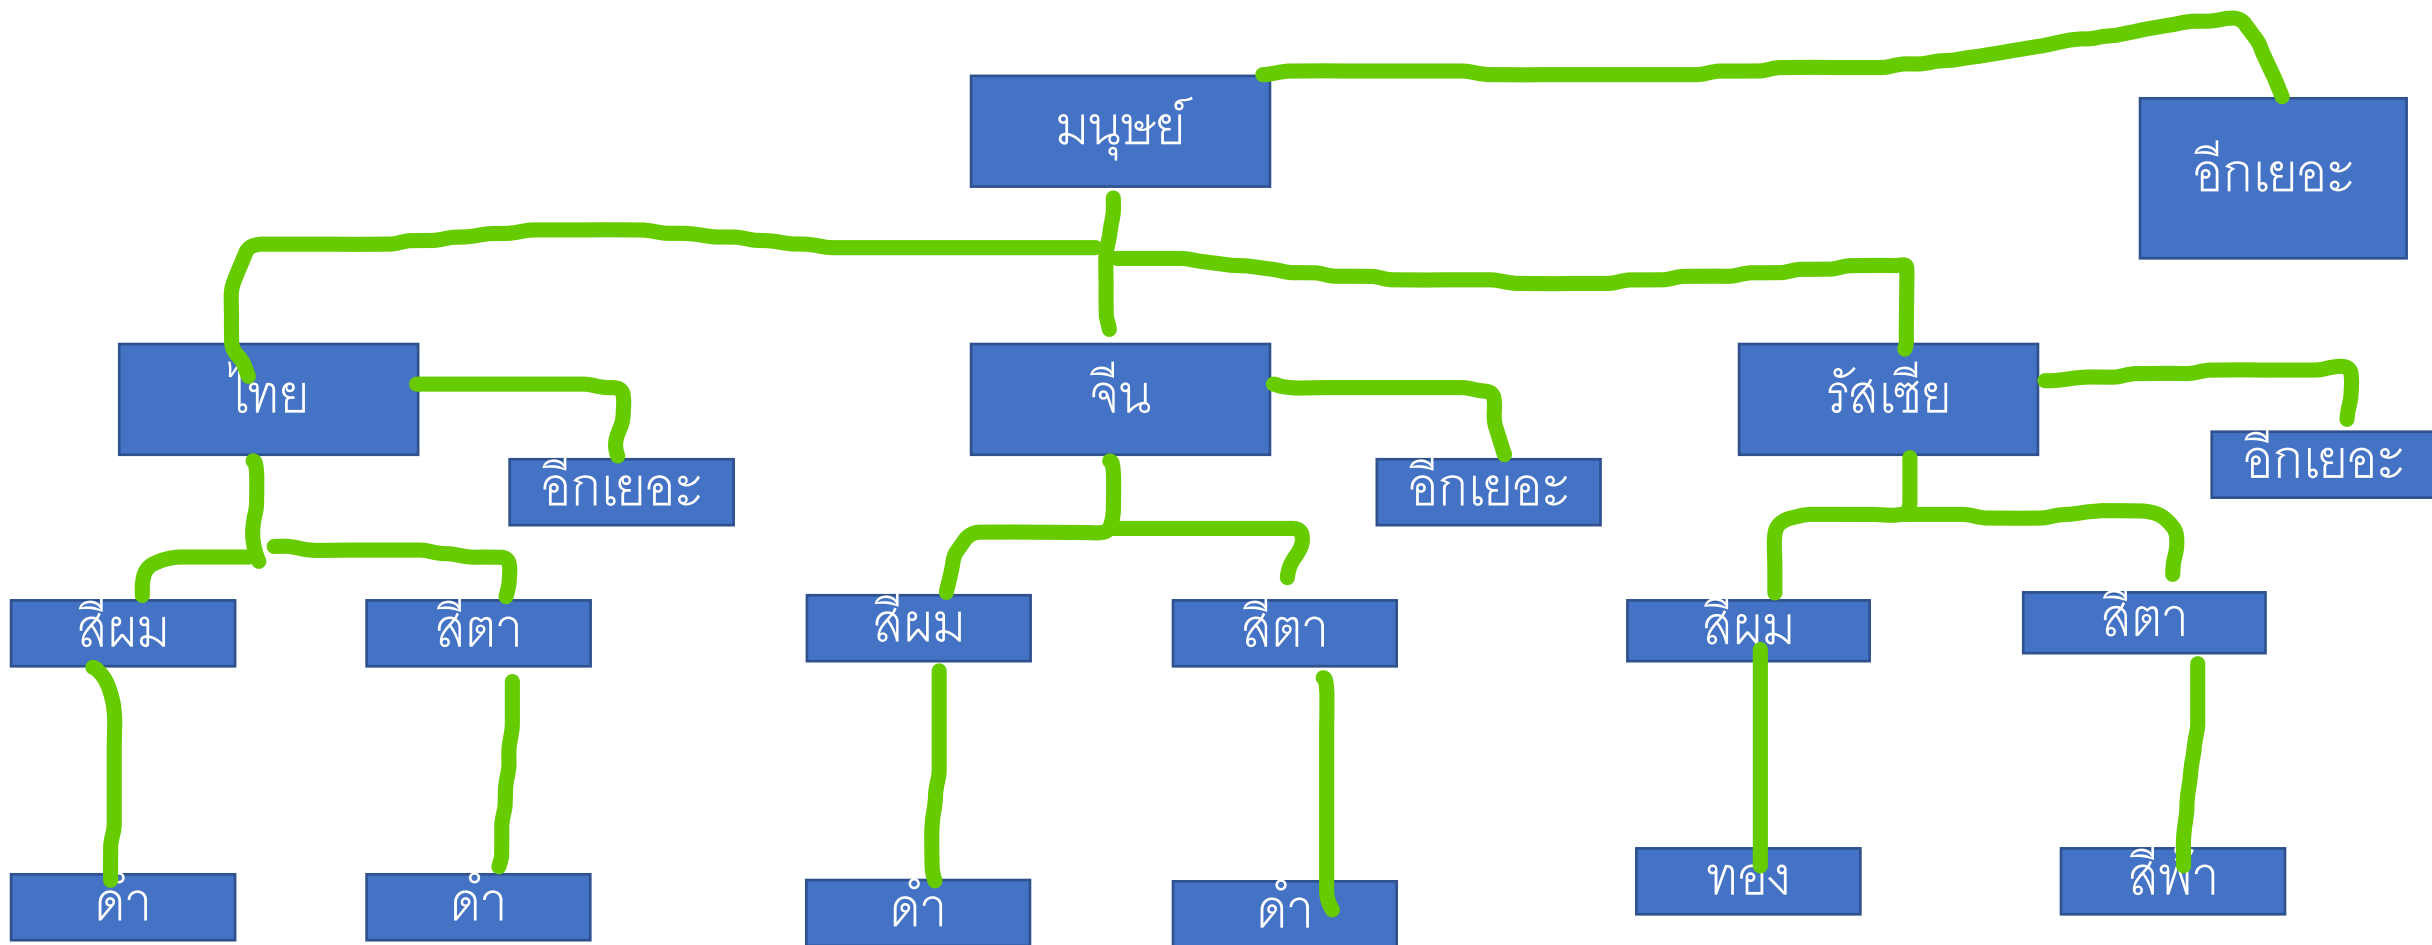 มนุษย์
อีกเยอะ
ไทย
จีน
รัสเซีย
อีกเยอะ
อีกเยอะ
อีกเยอะ
สีผม
สีตา
สีผม
สีตา
สีผม
สีตา
ดำ
ดำ
ดำ
ดำ
ทอง
สีฟ้า